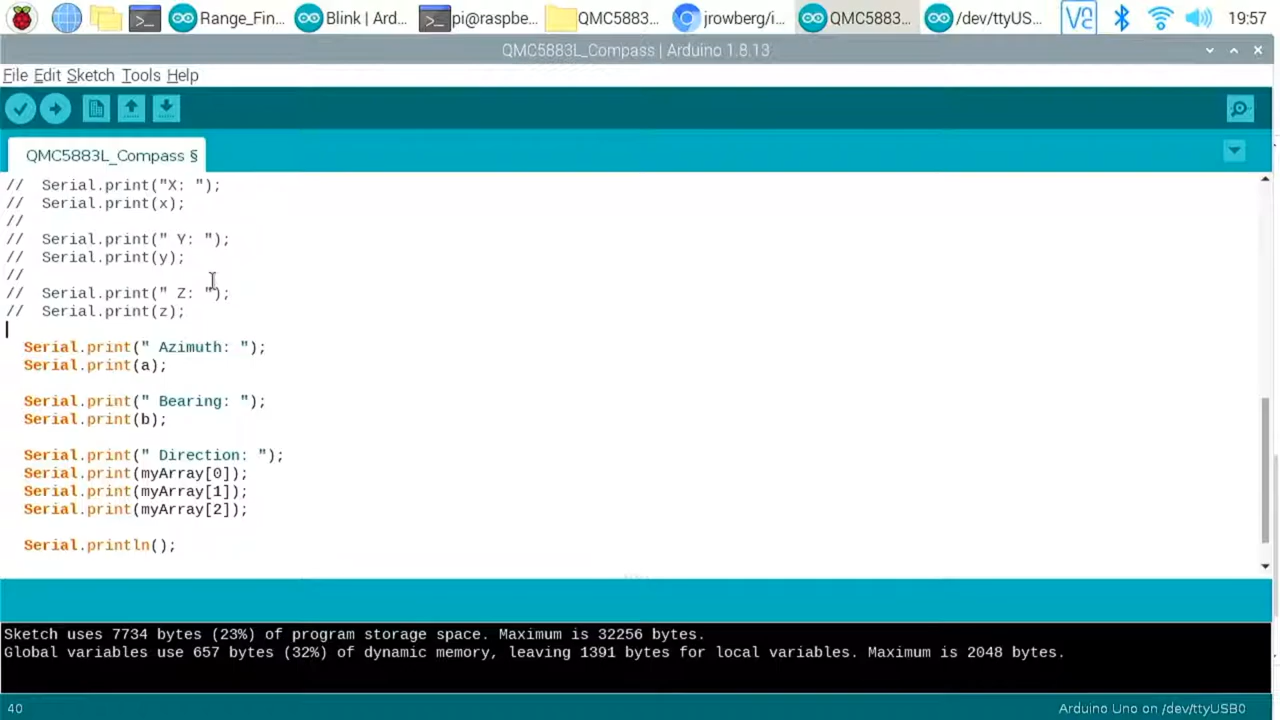 Range_Fin... Blink | Ard... pi@raspbe... QMC5883... jrowberg/i... QMC5883... /dev/ttyUS... 19:57
QMC5883L_Compass | Arduino 1.8.13
File Edit Sketch Tools Help
QMC5883L_Compass §
//  Serial.print("X: ");
//  Serial.print(x);
//
//  Serial.print(" Y: ");
//  Serial.print(y);
//
//  Serial.print(" Z: ");
//  Serial.print(z);
Serial.print(" Azimuth: ");
Serial.print(a);
Serial.print(" Bearing: ");
Serial.print(b);
Serial.print(" Direction: ");
Serial.print(myArray[0]);
Serial.print(myArray[1]);
Serial.print(myArray[2]);
Serial.println();
Sketch uses 7734 bytes (23%) of program storage space. Maximum is 32256 bytes.
Global variables use 657 bytes (32%) of dynamic memory, leaving 1391 bytes for local variables. Maximum is 2048 bytes.
40 Arduino Uno on /dev/ttyUSB0